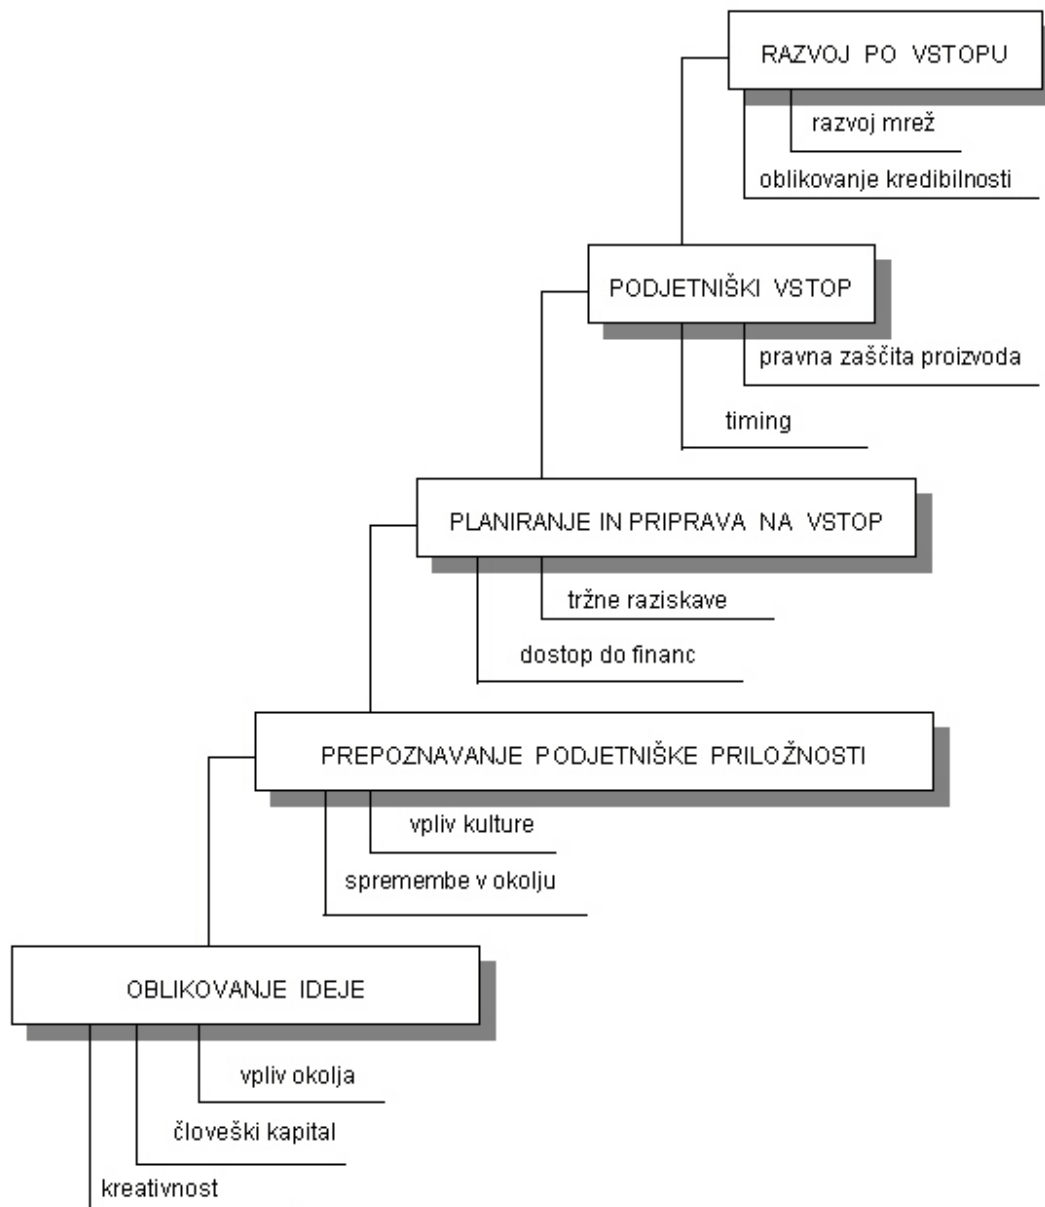 RAZVOJ PO VSTOPU
razvoj mrež
oblikovanje kredibilnosti
PODJETNIŠKI VSTOP
pravna zaščita proizvoda
timing
PLANIRANJE IN PRIPRAVA NA VSTOP
tržne raziskave
dostop do financ
PREPOZNAVANJE PODJETNIŠKE PRILOŽNOSTI
vpliv kulture
spremembe v okolju
OBLIKOVANJE IDEJE
vpliv okolja
človeški kapital
kreativnost